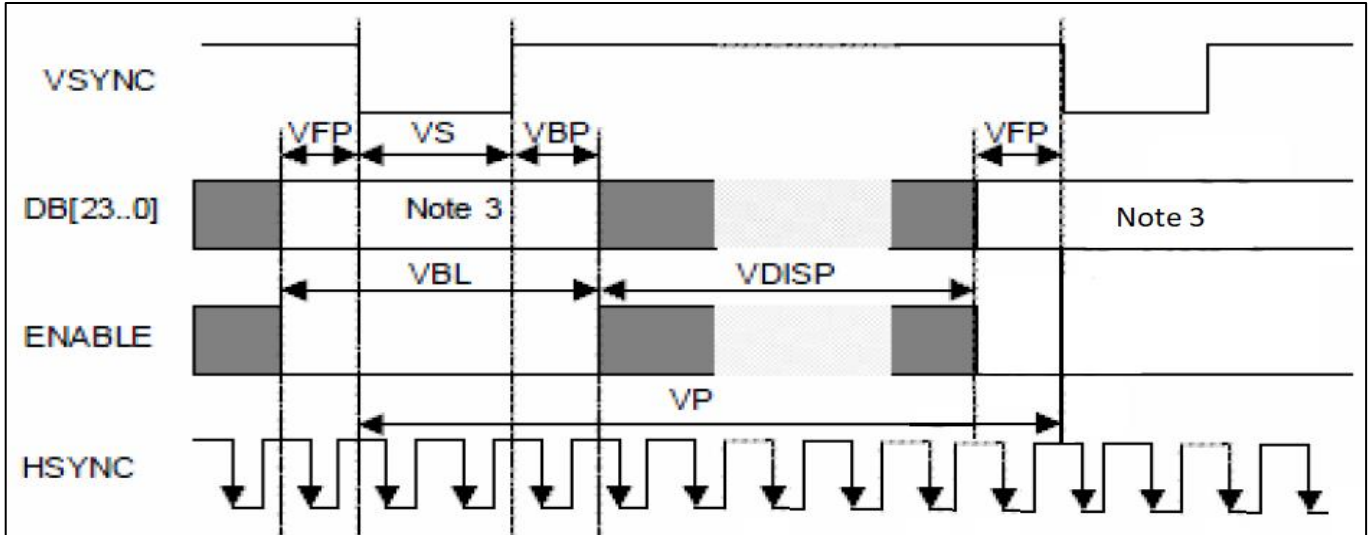 VSYNC
VFP VS VBP VFP
DB[23..0] Note 3 Note 3
VBL VDISP
ENABLE
VP
HSYNC